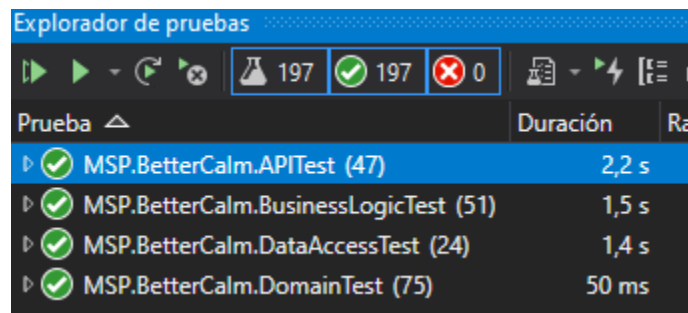 Explorador de pruebas
197 197 0
Prueba Duración Ra
MSP.BetterCalm.APITest (47) 2,2 s
MSP.BetterCalm.BusinessLogicTest (51) 1,5 s
MSP.BetterCalm.DataAccessTest (24) 1,4 s
MSP.BetterCalm.DomainTest (75) 50 ms